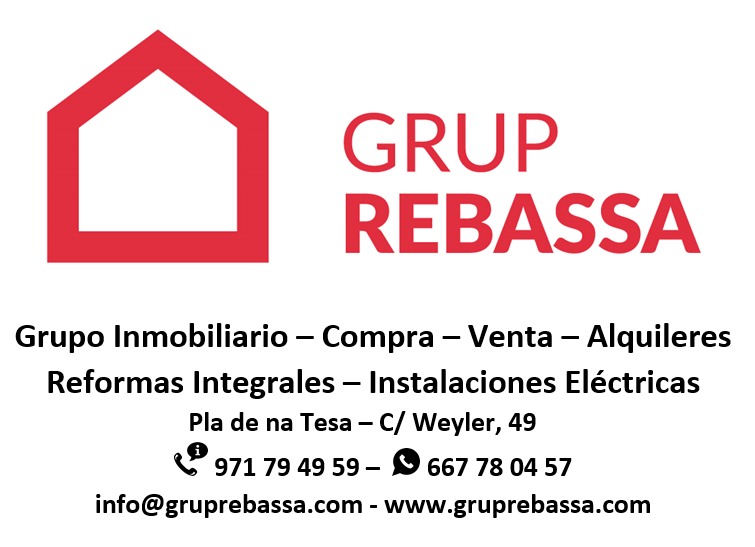 GRUP
REBASSA
Grupo Inmobiliario – Compra – Venta – Alquileres
Reformas Integrales – Instalaciones Eléctricas
Pla de na Tesa – C/ Weyler, 49
971 79 49 59 – 667 78 04 57
info@gruprebassa.com - www.gruprebassa.com